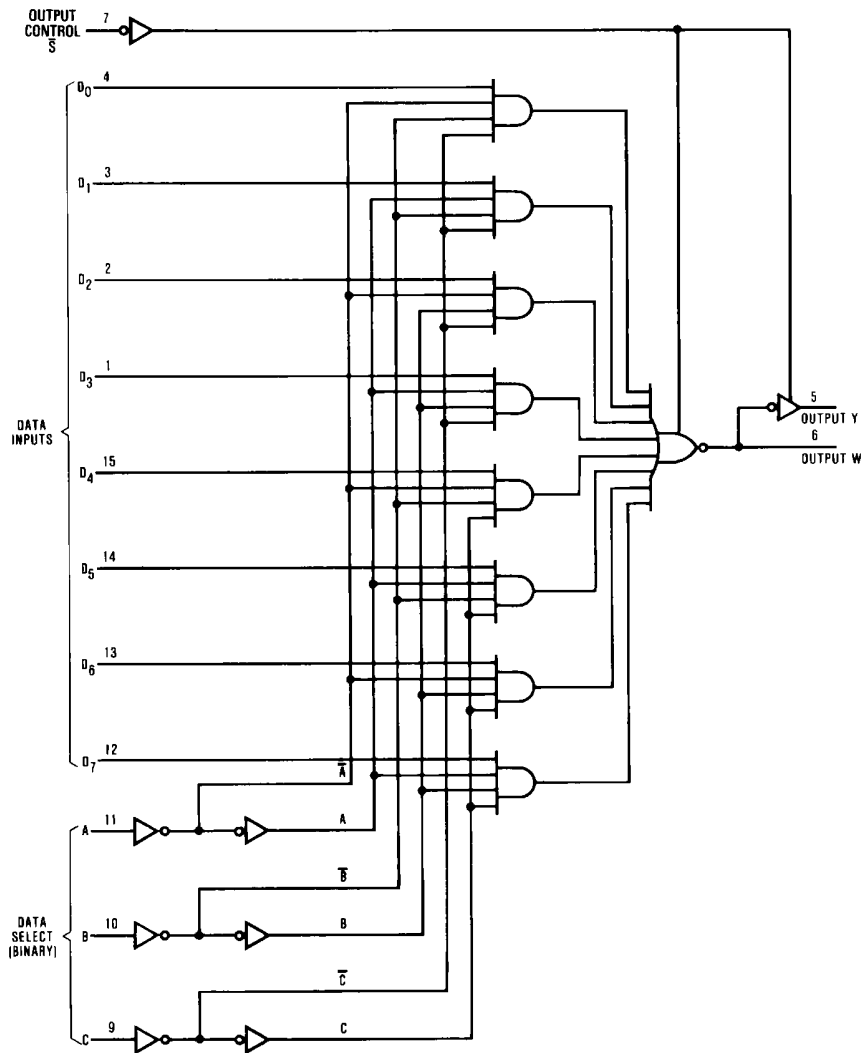 OUTPUT
CONTROL
S̅
7
D₀ 4
D₁ 3
D₂ 2
D₃ 1
DATA
INPUTS
D₄ 15
D₅ 14
D₆ 13
D₇ 12
5
OUTPUT Y
6
OUTPUT W
A̅
A 11
A
B̅
DATA
SELECT
(BINARY)
B 10
B
C̅
C 9
C